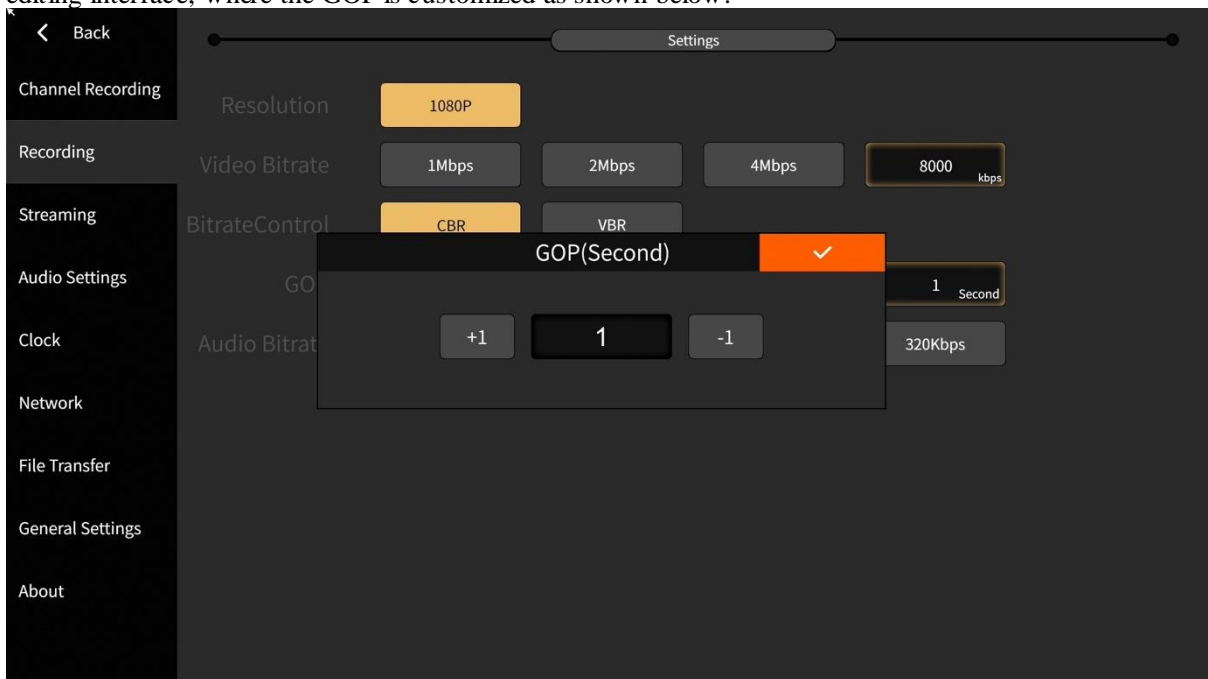 editing interface, where the GOP is customized as shown below:
Back
Settings
Channel Recording
Resolution
1080P
Recording
Video Bitrate
1Mbps
2Mbps
4Mbps
8000
kbps
Streaming
BitrateControl
CBR
VBR
GOP(Second)
Audio Settings
GO
1
Second
Clock
Audio Bitrat
+1
1
-1
320Kbps
Network
File Transfer
General Settings
About